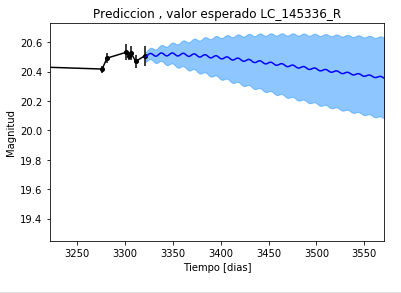 Prediccion , valor esperado LC_145336_R
20.6
20.4
20.2
20.0
19.8
19.6
19.4
Magnitud
3250 3300 3350 3400 3450 3500 3550
Tiempo [dias]